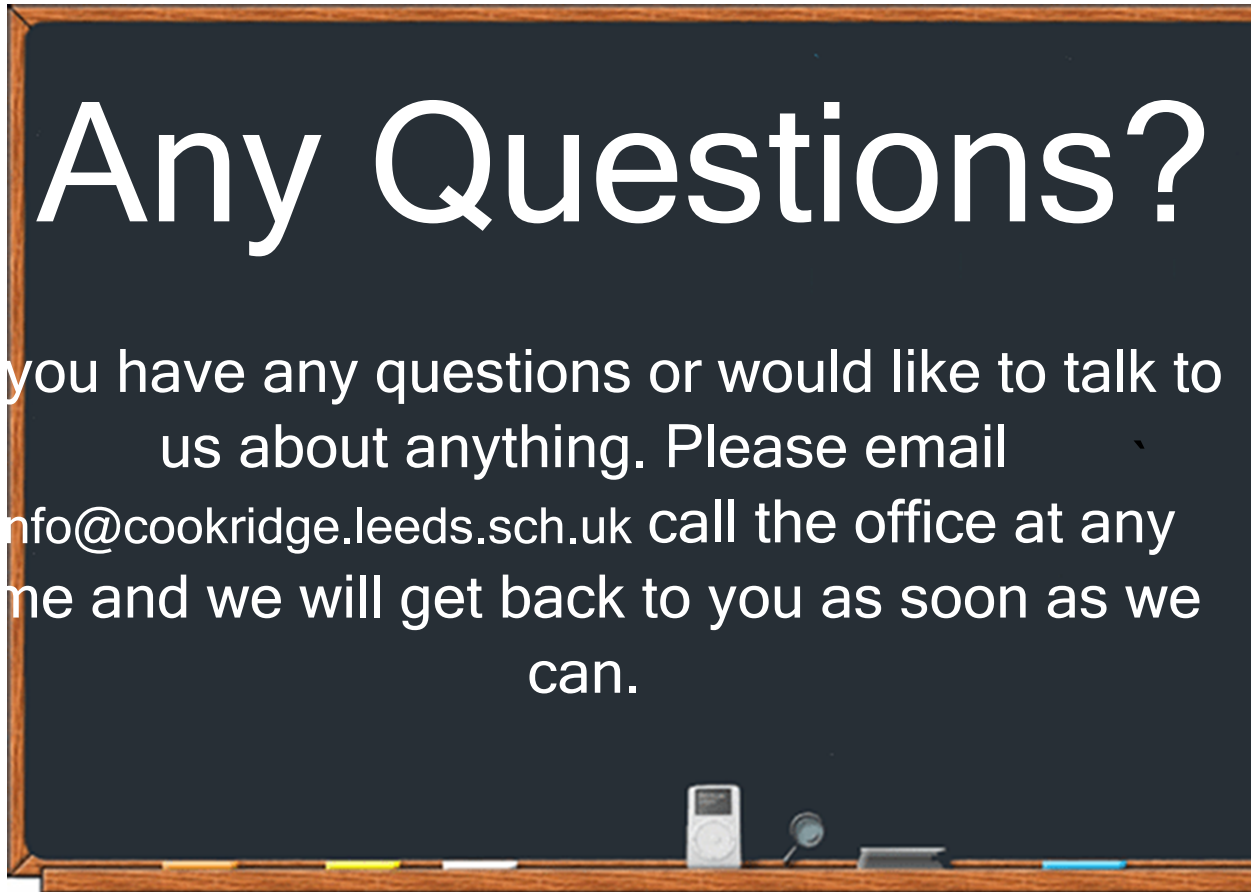 Any Questions?
you have any questions or would like to talk to
us about anything. Please email `
nfo@cookridge.leeds.sch.uk call the office at any
me and we will get back to you as soon as we
can.